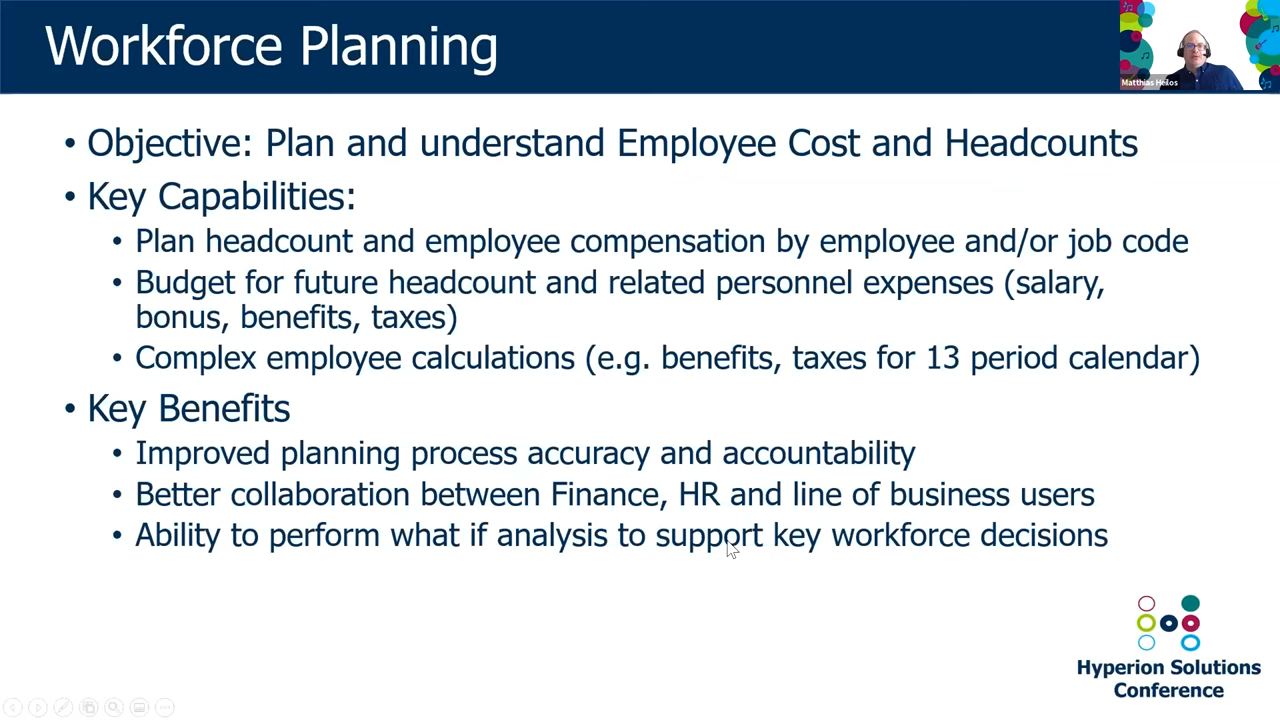 Workforce Planning
Matthias Heilos
• Objective: Plan and understand Employee Cost and Headcounts
• Key Capabilities:
• Plan headcount and employee compensation by employee and/or job code
• Budget for future headcount and related personnel expenses (salary,
bonus, benefits, taxes)
• Complex employee calculations (e.g. benefits, taxes for 13 period calendar)
• Key Benefits
• Improved planning process accuracy and accountability
• Better collaboration between Finance, HR and line of business users
• Ability to perform what if analysis to support key workforce decisions
Hyperion Solutions
Conference